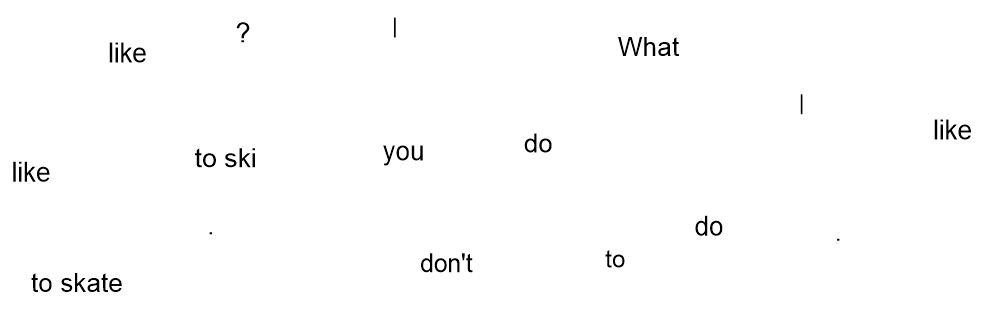 ? I
like What
I
like
to ski you do
like
do
. .
don't to
to skate